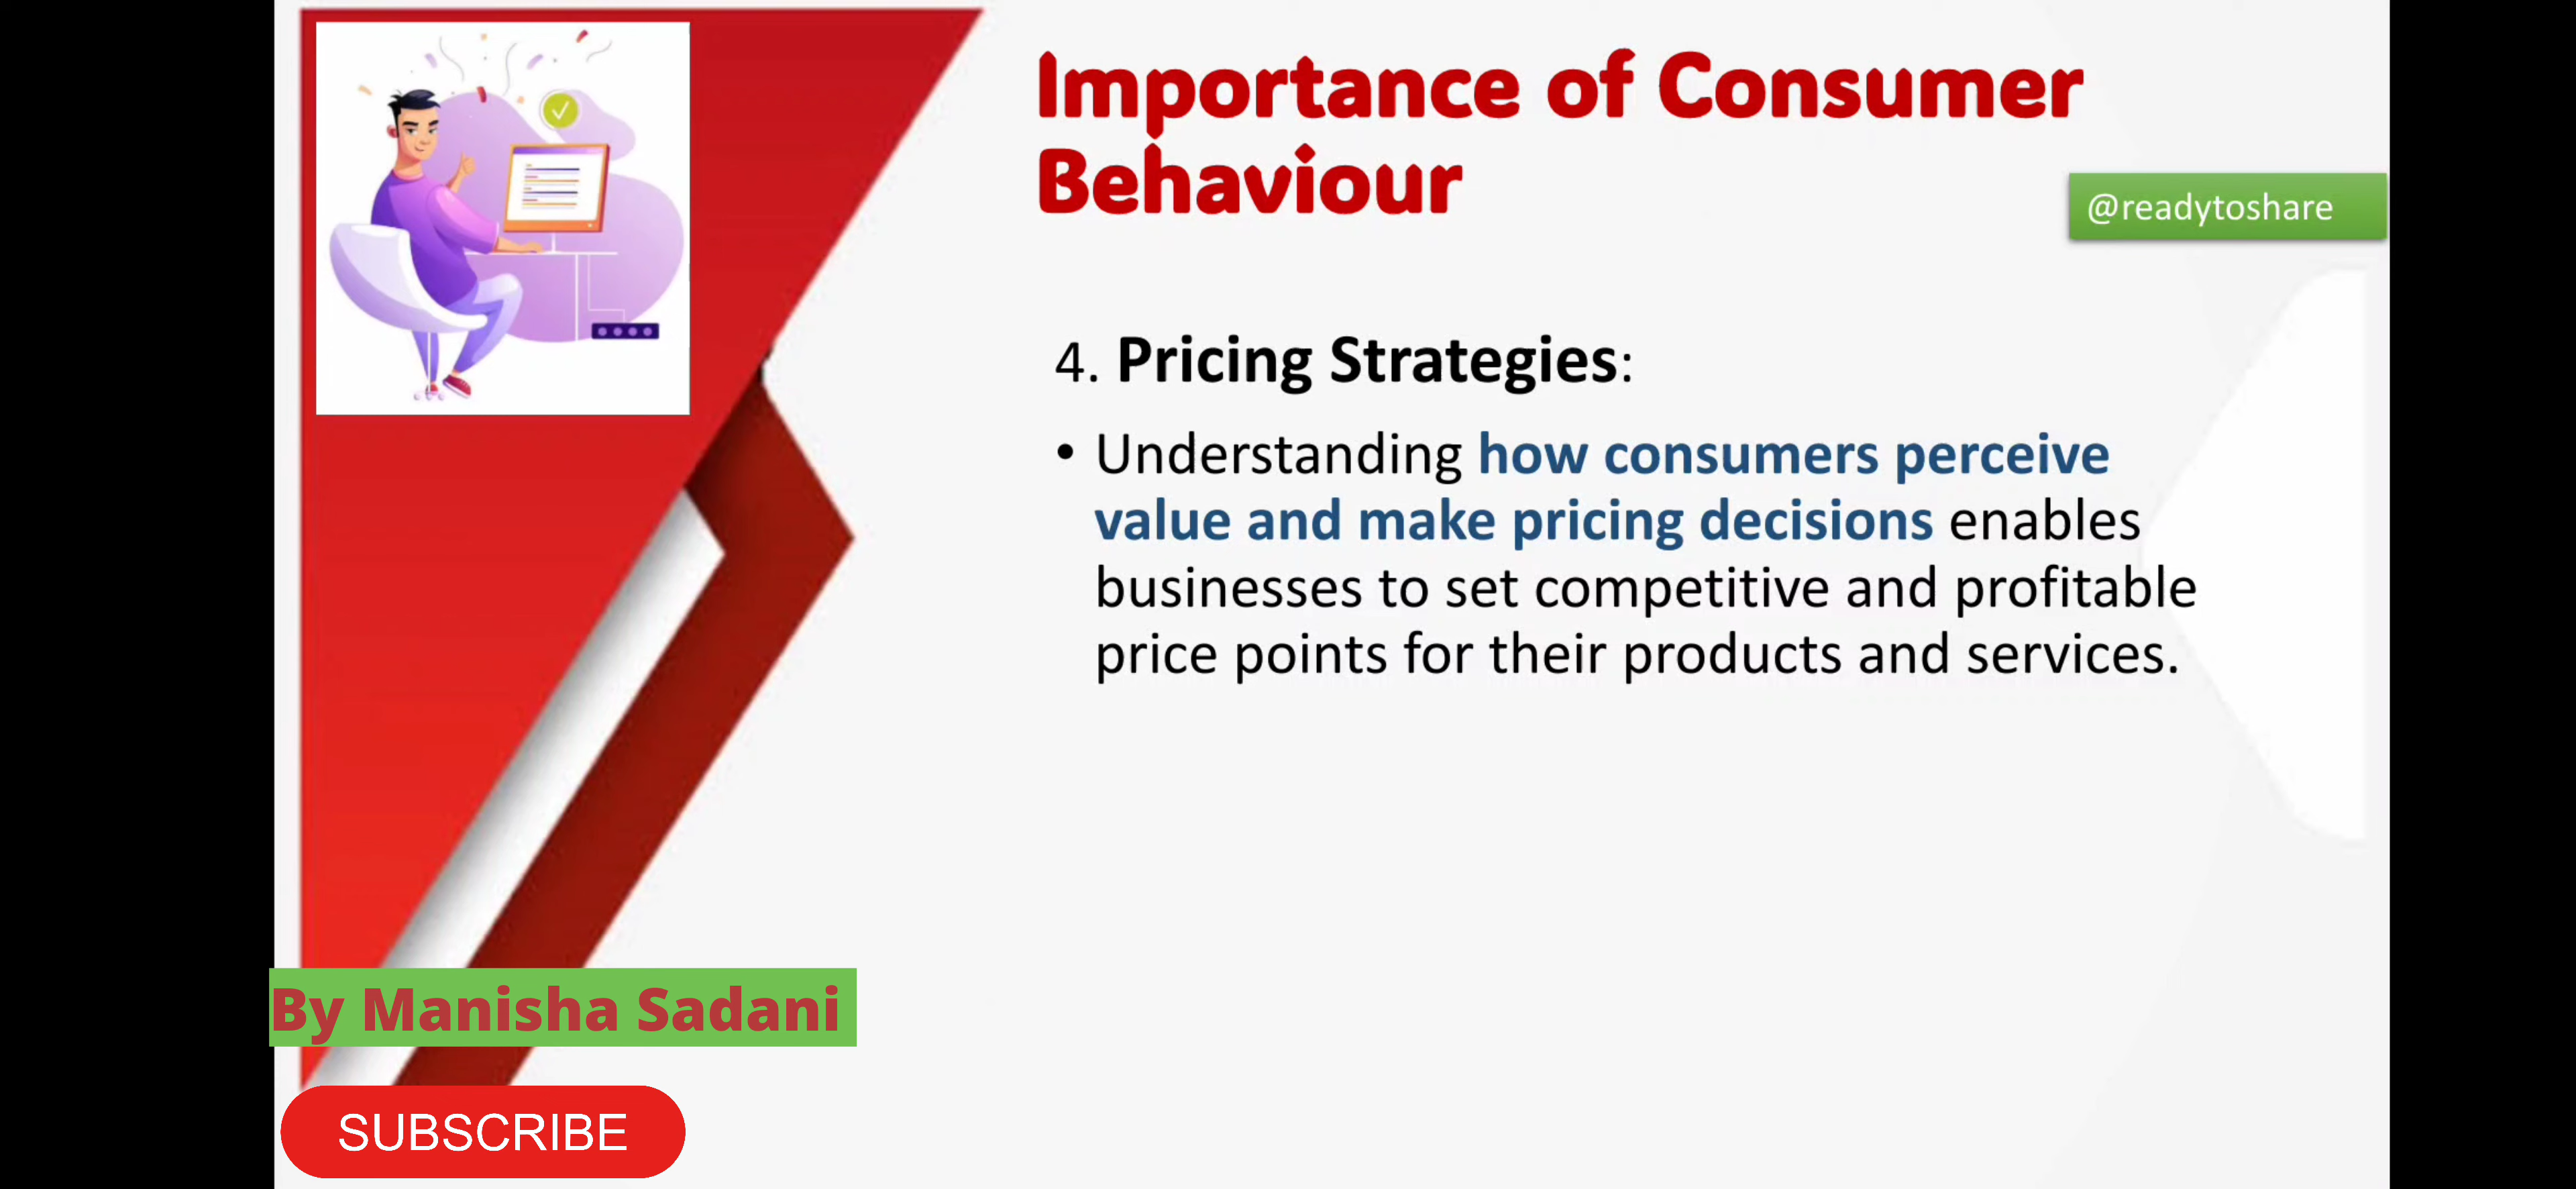 Importance of Consumer
Behaviour
@readytoshare
4. Pricing Strategies:
• Understanding how consumers perceive
value and make pricing decisions enables
businesses to set competitive and profitable
price points for their products and services.
By Manisha Sadani
SUBSCRIBE